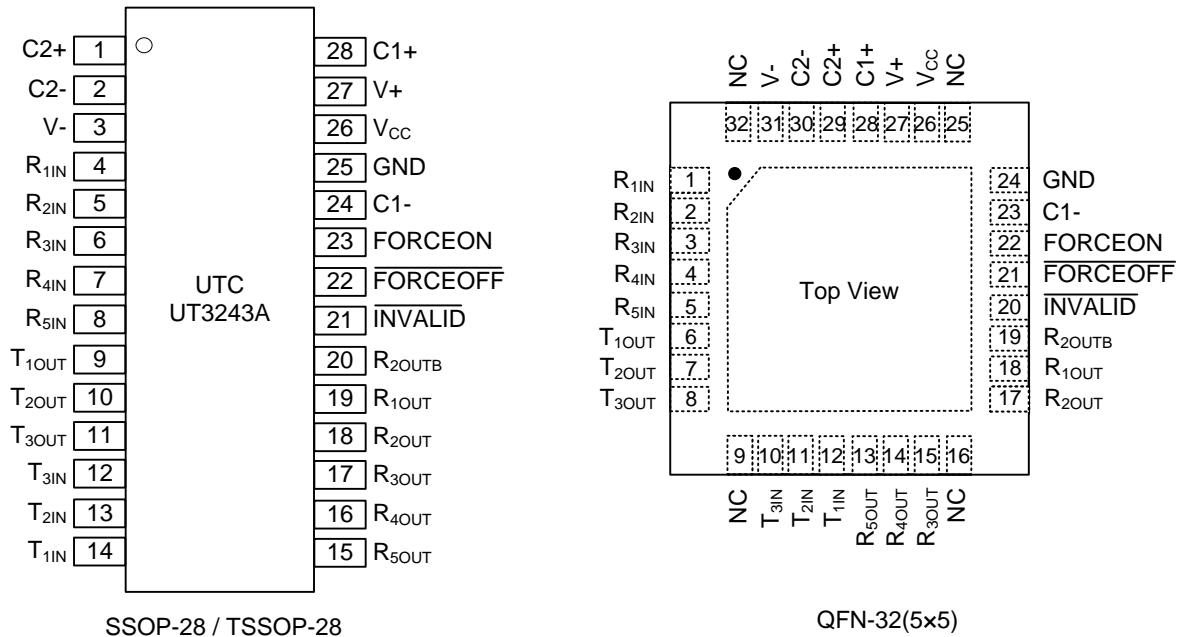 C2+ 1 28 C1+
C2- 2 27 V+
V- 3 26 VCC
R1IN 4 25 GND
R2IN 5 24 C1-
R3IN 6 23 FORCEON
R4IN 7 22 FORCEOFF
R5IN 8 21 INVALID
T1OUT 9 20 R2OUTB
T2OUT 10 19 R1OUT
T3OUT 11 18 R2OUT
T3IN 12 17 R3OUT
T2IN 13 16 R4OUT
T1IN 14 15 R5OUT
UTC
UT3243A
SSOP-28 / TSSOP-28
NC V- C2- C2+ C1+ V+ VCC NC
32 31 30 29 28 27 26 25
R1IN 1 24 GND
R2IN 2 23 C1-
R3IN 3 22 FORCEON
R4IN 4 21 FORCEOFF
R5IN 5 20 INVALID
T1OUT 6 19 R2OUTB
T2OUT 7 18 R1OUT
T3OUT 8 17 R2OUT
Top View
9 10 11 12 13 14 15 16
NC T3IN T2IN T1IN R5OUT R4OUT R3OUT NC
QFN-32(5×5)